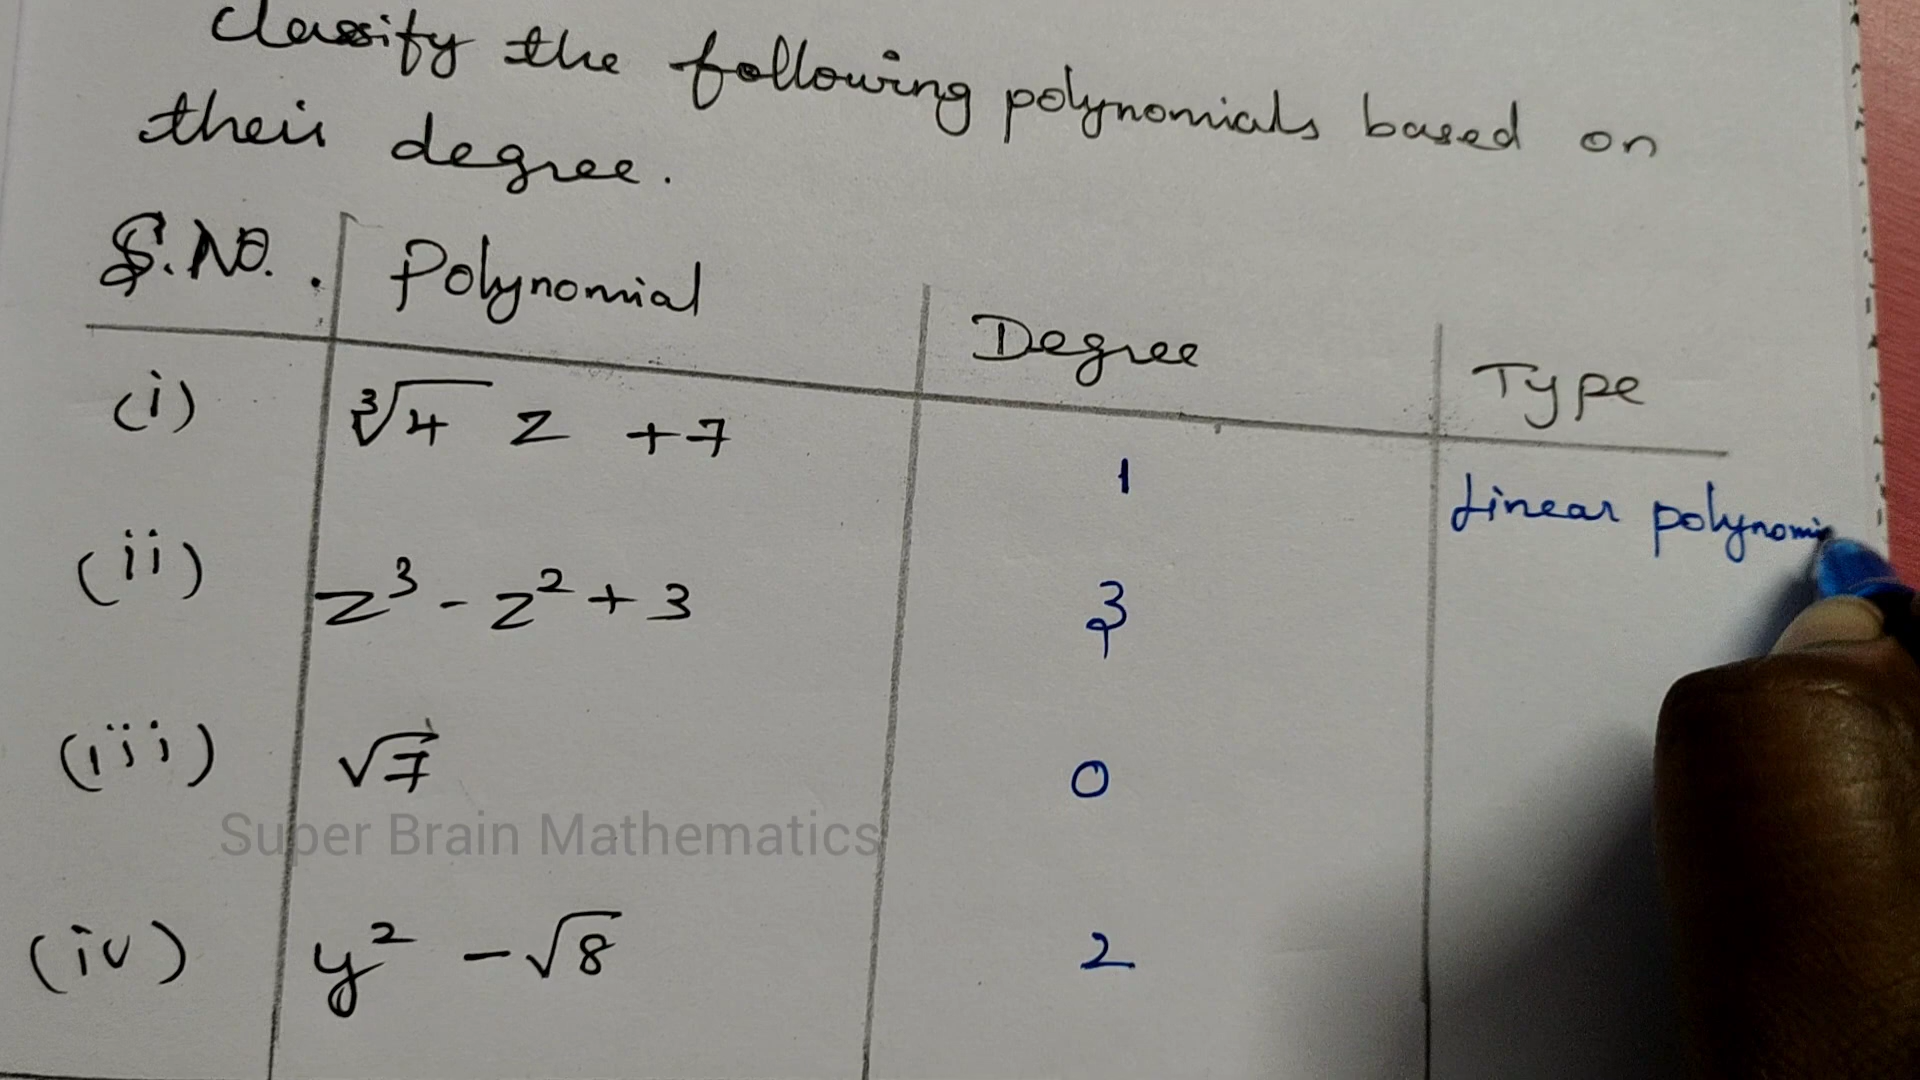 Classify the following polynomials based on
their degree.
S.NO. Polynomial Degree Type
(i) ∛4 z +7 1 Linear polynomi
(ii) z³ - z² + 3 3
(iii) √7 0
Super Brain Mathematics
(iv) y² - √8 2